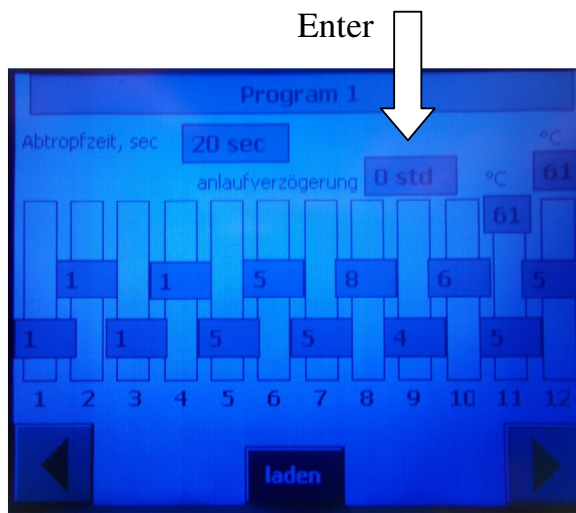 Enter
Program 1
Abtropfzeit, sec 20 sec °C
anlaufverzögerung 0 std °C 61
61
1 1 5 8 6 5
1 1 5 5 4 5
1 2 3 4 5 6 7 8 9 10 11 12
laden